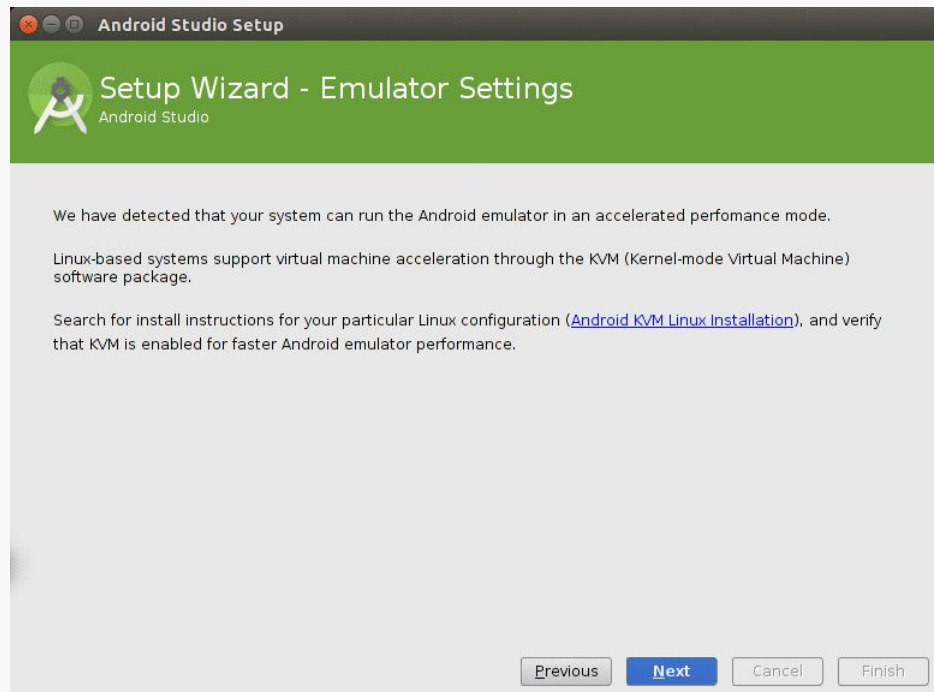 Android Studio Setup
Setup Wizard - Emulator Settings
Android Studio
We have detected that your system can run the Android emulator in an accelerated perfomance mode.
Linux-based systems support virtual machine acceleration through the KVM (Kernel-mode Virtual Machine)
software package.
Search for install instructions for your particular Linux configuration (Android KVM Linux Installation), and verify
that KVM is enabled for faster Android emulator performance.
Previous Next Cancel Finish